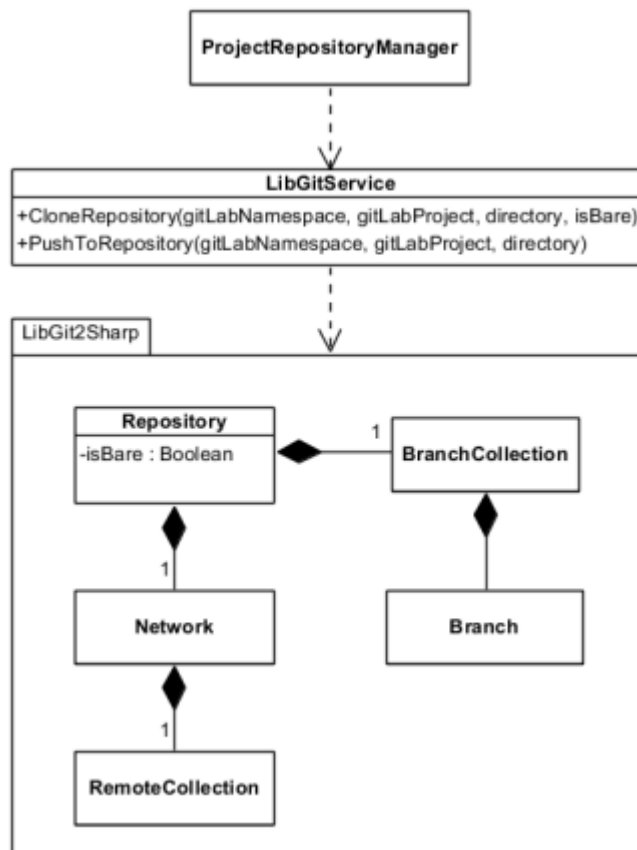 ProjectRepositoryManager
LibGitService
+CloneRepository(gitLabNamespace, gitLabProject, directory, isBare)
+PushToRepository(gitLabNamespace, gitLabProject, directory)
LibGit2Sharp
Repository
-isBare : Boolean
1
BranchCollection
1
Network
Branch
1
RemoteCollection